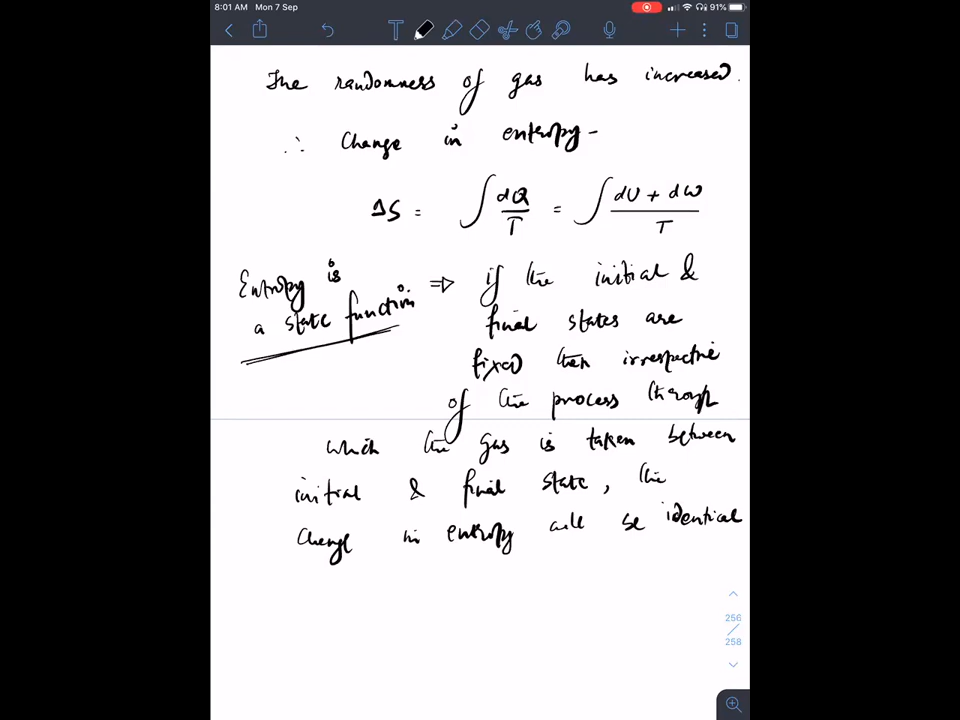 8:01 AM Mon 7 Sep
91%
The randomness of gas has increased.
∴ Change in entropy -
ΔS = ∫ dQ/T = ∫ (dU + dW)/T
Entropy is
a state function
⇒ if the initial &
final states are
fixed then irrespective
of the process through
which the gas is taken between
initial & final state, the
change in entropy will be identical
256
/
258